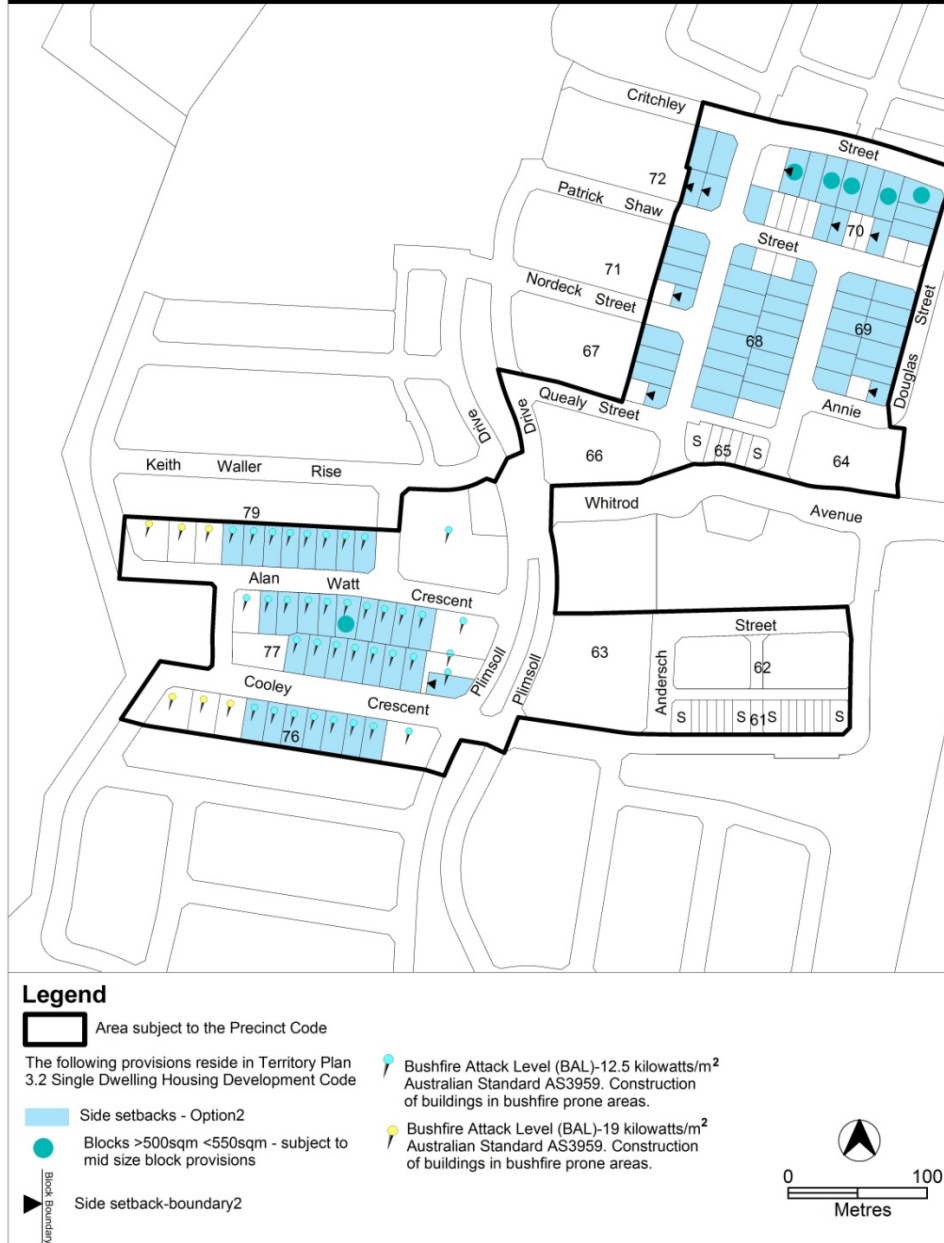 Critchley
Street
72
Patrick Shaw
Street
70
71
Nordeck Street
69
68
67
Douglas Street
Drive
Drive
Quealy Street
Annie
S 65 S
66
64
Keith Waller Rise
Whitrod Avenue
79
Alan Watt Crescent
Street
77
63
62
Plimsoll
Plimsoll
Andersch
Cooley Crescent
S S 61 S S
76
Legend
Area subject to the Precinct Code
The following provisions reside in Territory Plan
3.2 Single Dwelling Housing Development Code
Side setbacks - Option2
Blocks >500sqm <550sqm - subject to
mid size block provisions
Block Boundary
Side setback-boundary2
Bushfire Attack Level (BAL)-12.5 kilowatts/m²
Australian Standard AS3959. Construction
of buildings in bushfire prone areas.
Bushfire Attack Level (BAL)-19 kilowatts/m²
Australian Standard AS3959. Construction
of buildings in bushfire prone areas.
0 100
Metres